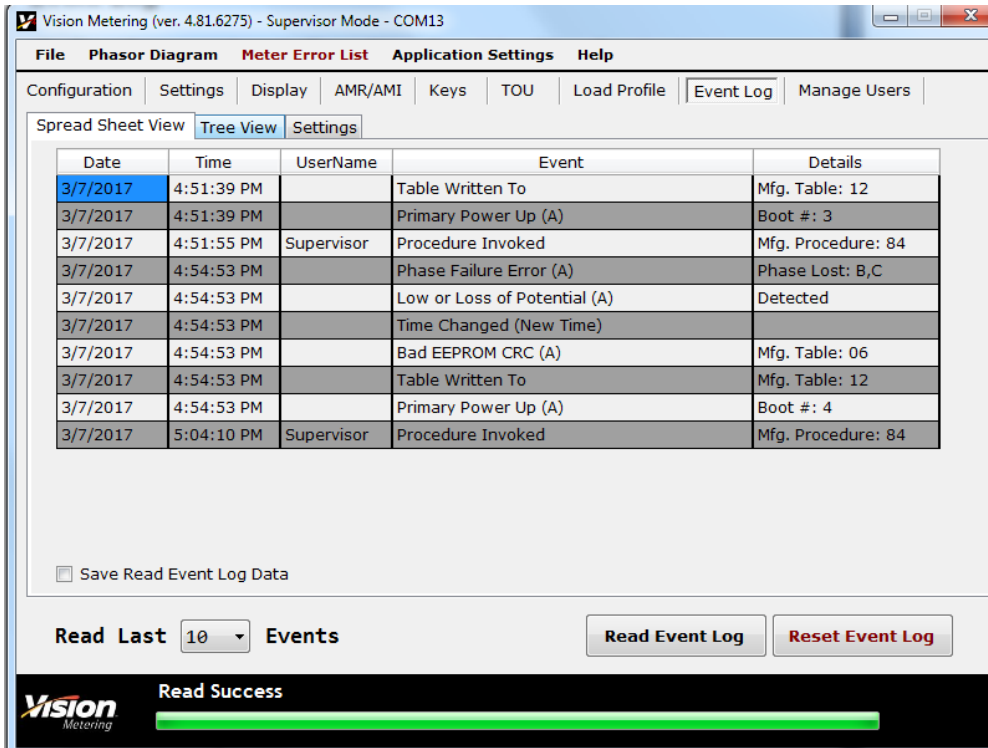 Vision Metering (ver. 4.81.6275) - Supervisor Mode - COM13
File Phasor Diagram Meter Error List Application Settings Help
Configuration Settings Display AMR/AMI Keys TOU Load Profile Event Log Manage Users
Spread Sheet View Tree View Settings
Date Time UserName Event Details
3/7/2017 4:51:39 PM Table Written To Mfg. Table: 12
3/7/2017 4:51:39 PM Primary Power Up (A) Boot #: 3
3/7/2017 4:51:55 PM Supervisor Procedure Invoked Mfg. Procedure: 84
3/7/2017 4:54:53 PM Phase Failure Error (A) Phase Lost: B,C
3/7/2017 4:54:53 PM Low or Loss of Potential (A) Detected
3/7/2017 4:54:53 PM Time Changed (New Time)
3/7/2017 4:54:53 PM Bad EEPROM CRC (A) Mfg. Table: 06
3/7/2017 4:54:53 PM Table Written To Mfg. Table: 12
3/7/2017 4:54:53 PM Primary Power Up (A) Boot #: 4
3/7/2017 5:04:10 PM Supervisor Procedure Invoked Mfg. Procedure: 84
Save Read Event Log Data
Read Last 10 Events Read Event Log Reset Event Log
Read Success
Vision
Metering